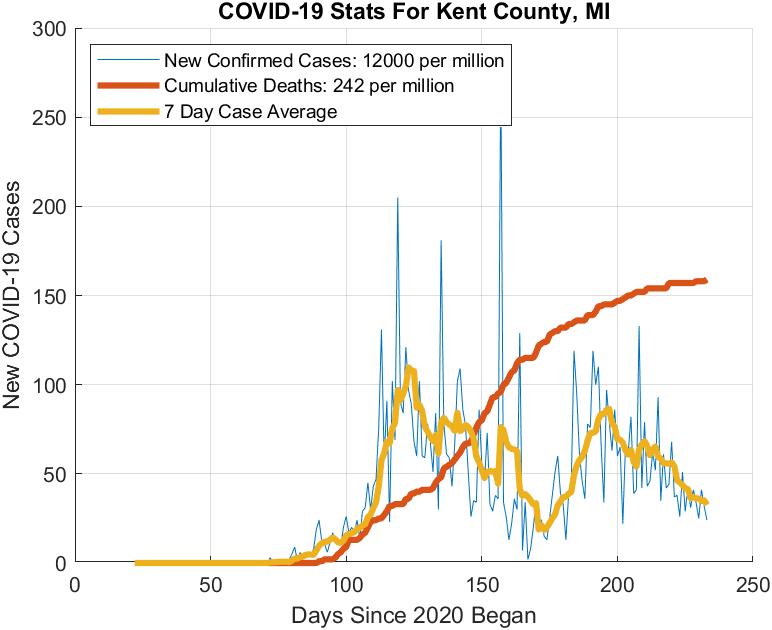 COVID-19 Stats For Kent County, MI
300
250
200
150
100
50
0
New COVID-19 Cases
New Confirmed Cases: 12000 per million
Cumulative Deaths: 242 per million
7 Day Case Average
0 50 100 150 200 250
Days Since 2020 Began